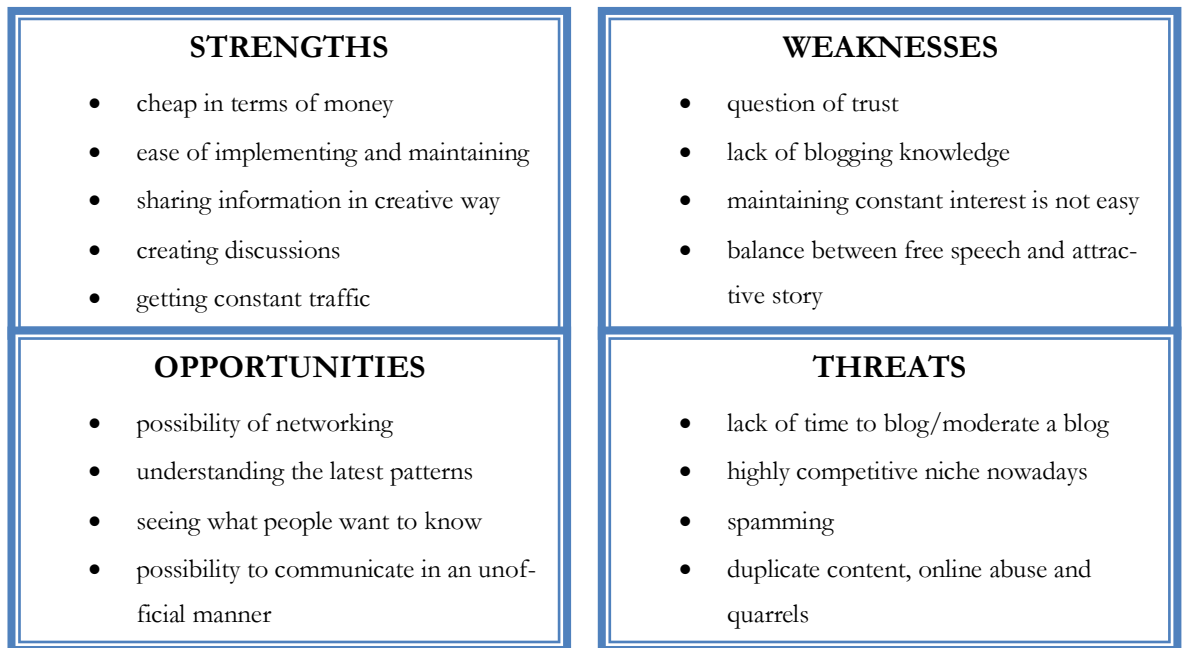 STRENGTHS
• cheap in terms of money
• ease of implementing and maintaining
• sharing information in creative way
• creating discussions
• getting constant traffic
WEAKNESSES
• question of trust
• lack of blogging knowledge
• maintaining constant interest is not easy
• balance between free speech and attrac-
tive story
OPPORTUNITIES
• possibility of networking
• understanding the latest patterns
• seeing what people want to know
• possibility to communicate in an unof-
ficial manner
THREATS
• lack of time to blog/moderate a blog
• highly competitive niche nowadays
• spamming
• duplicate content, online abuse and
quarrels